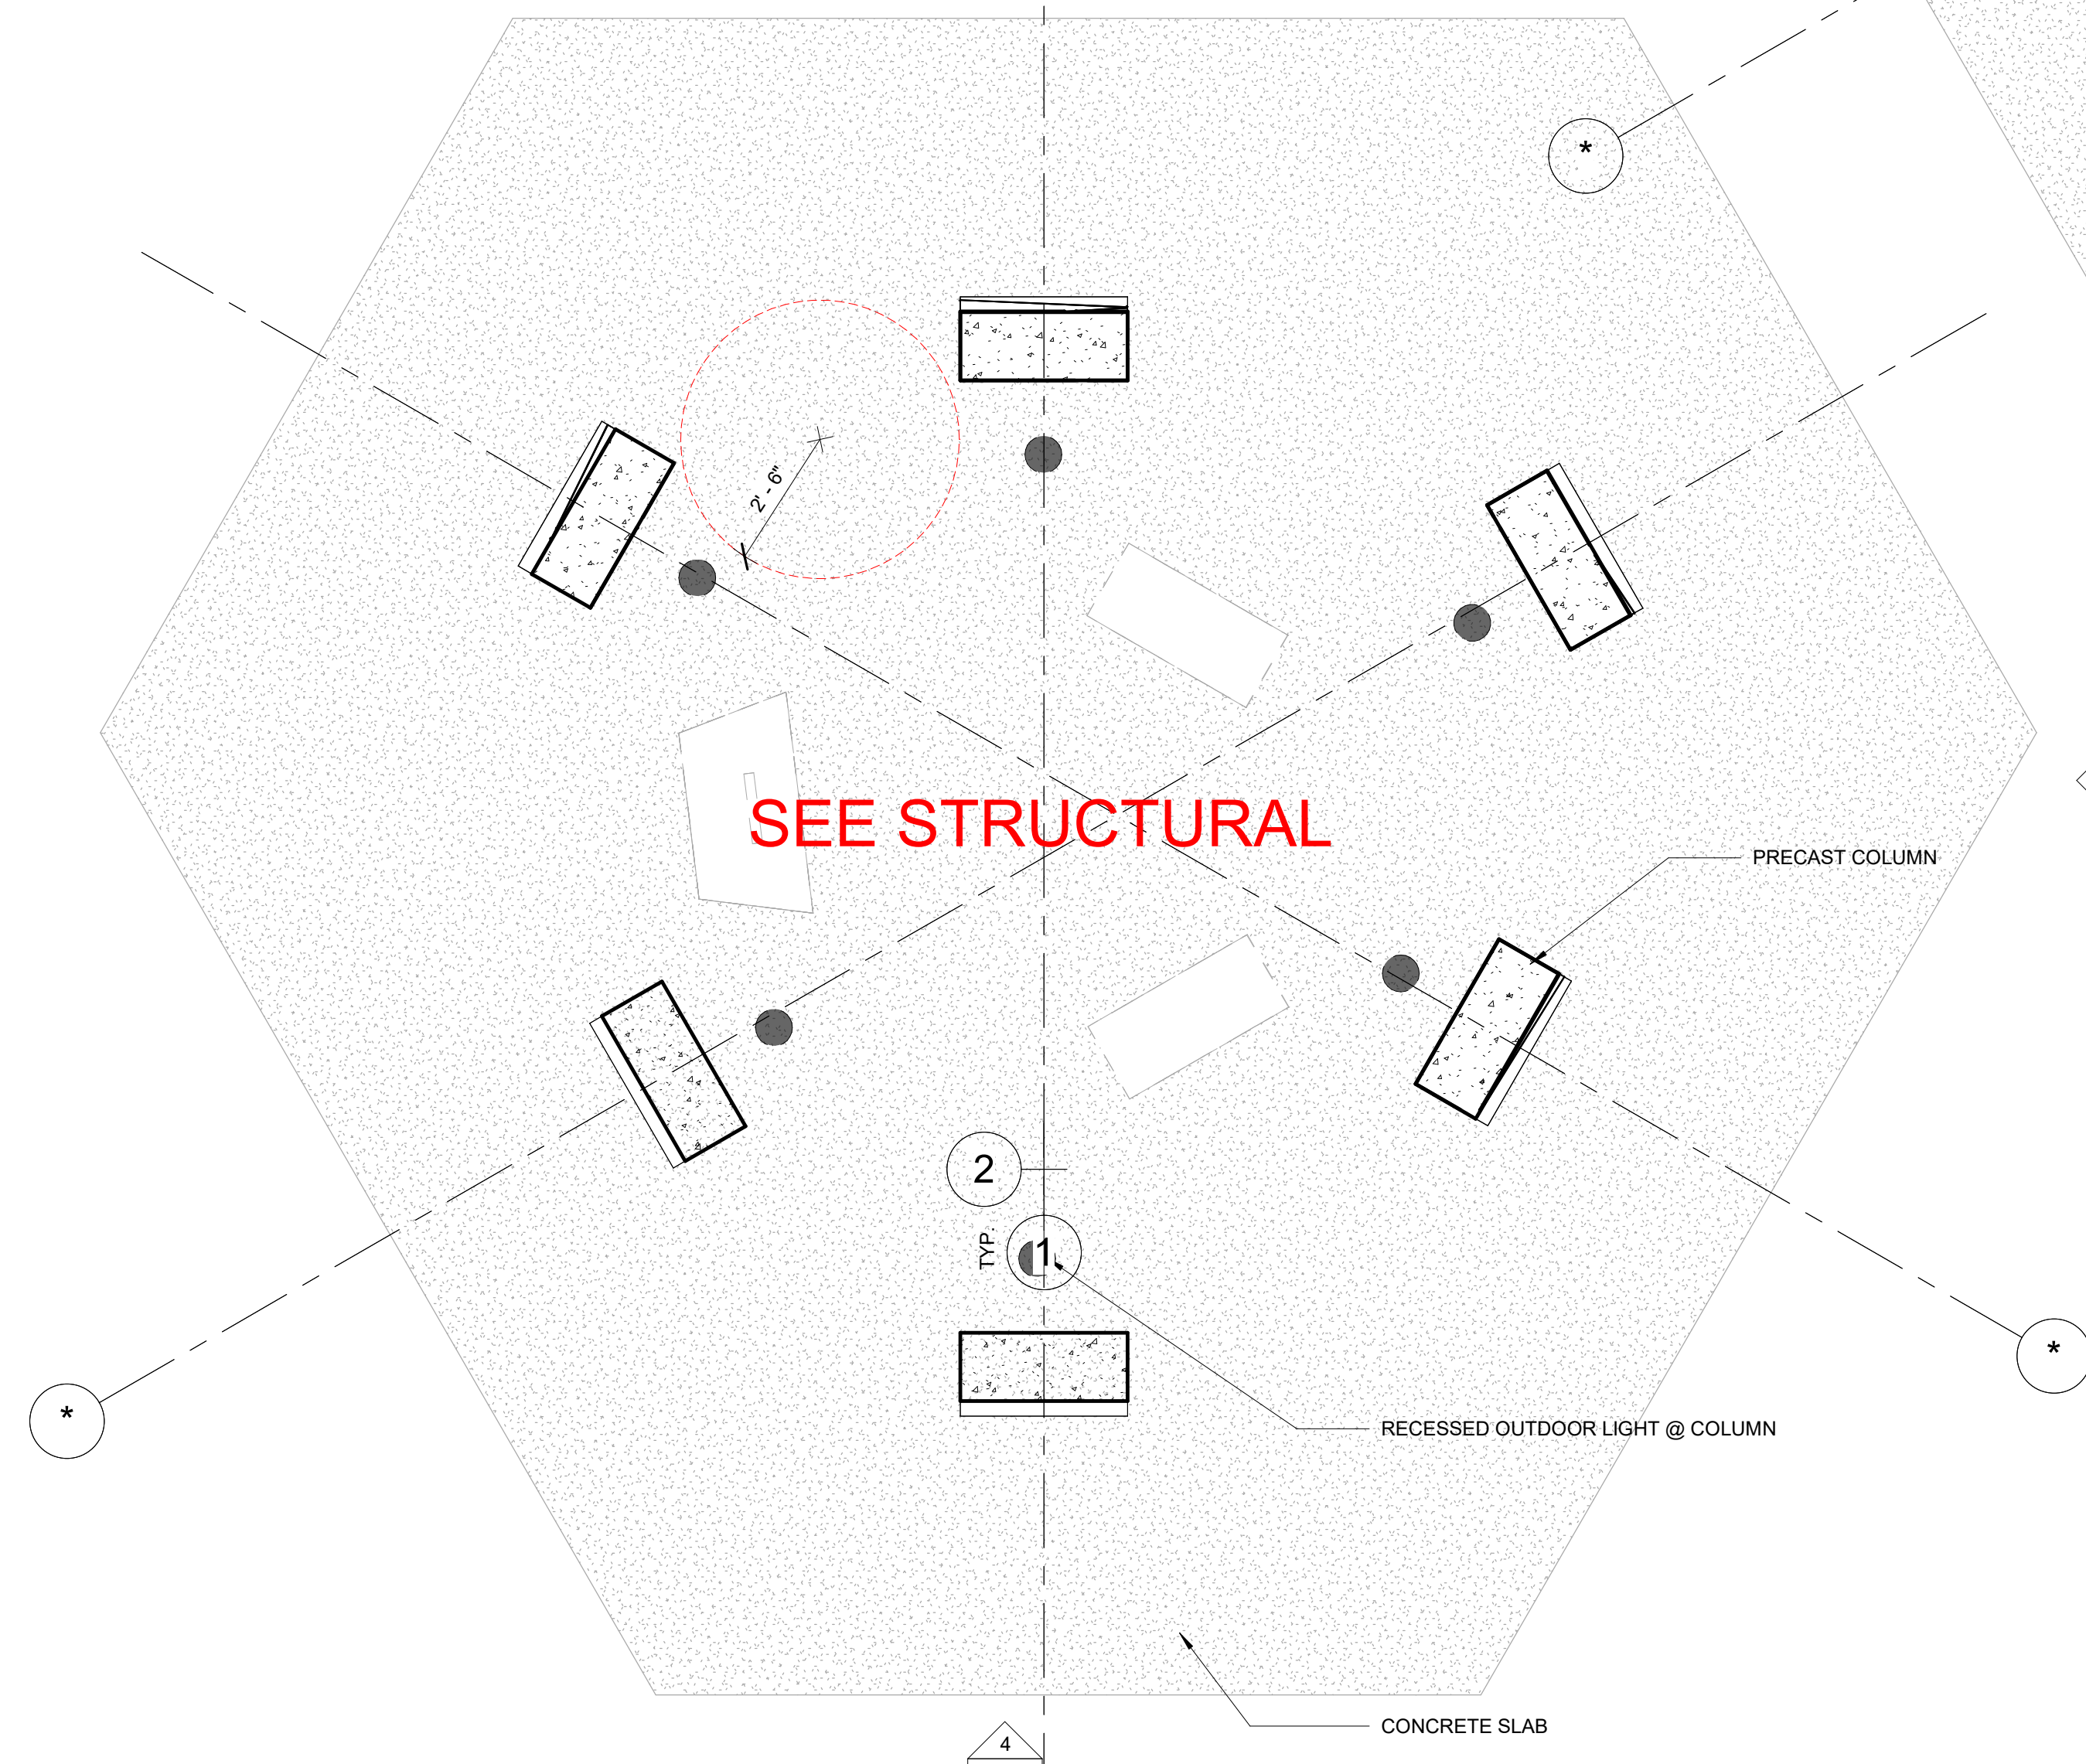 *
2' - 6"
SEE STRUCTURAL
PRECAST COLUMN
2
TYP.
1
*
*
RECESSED OUTDOOR LIGHT @ COLUMN
CONCRETE SLAB
4